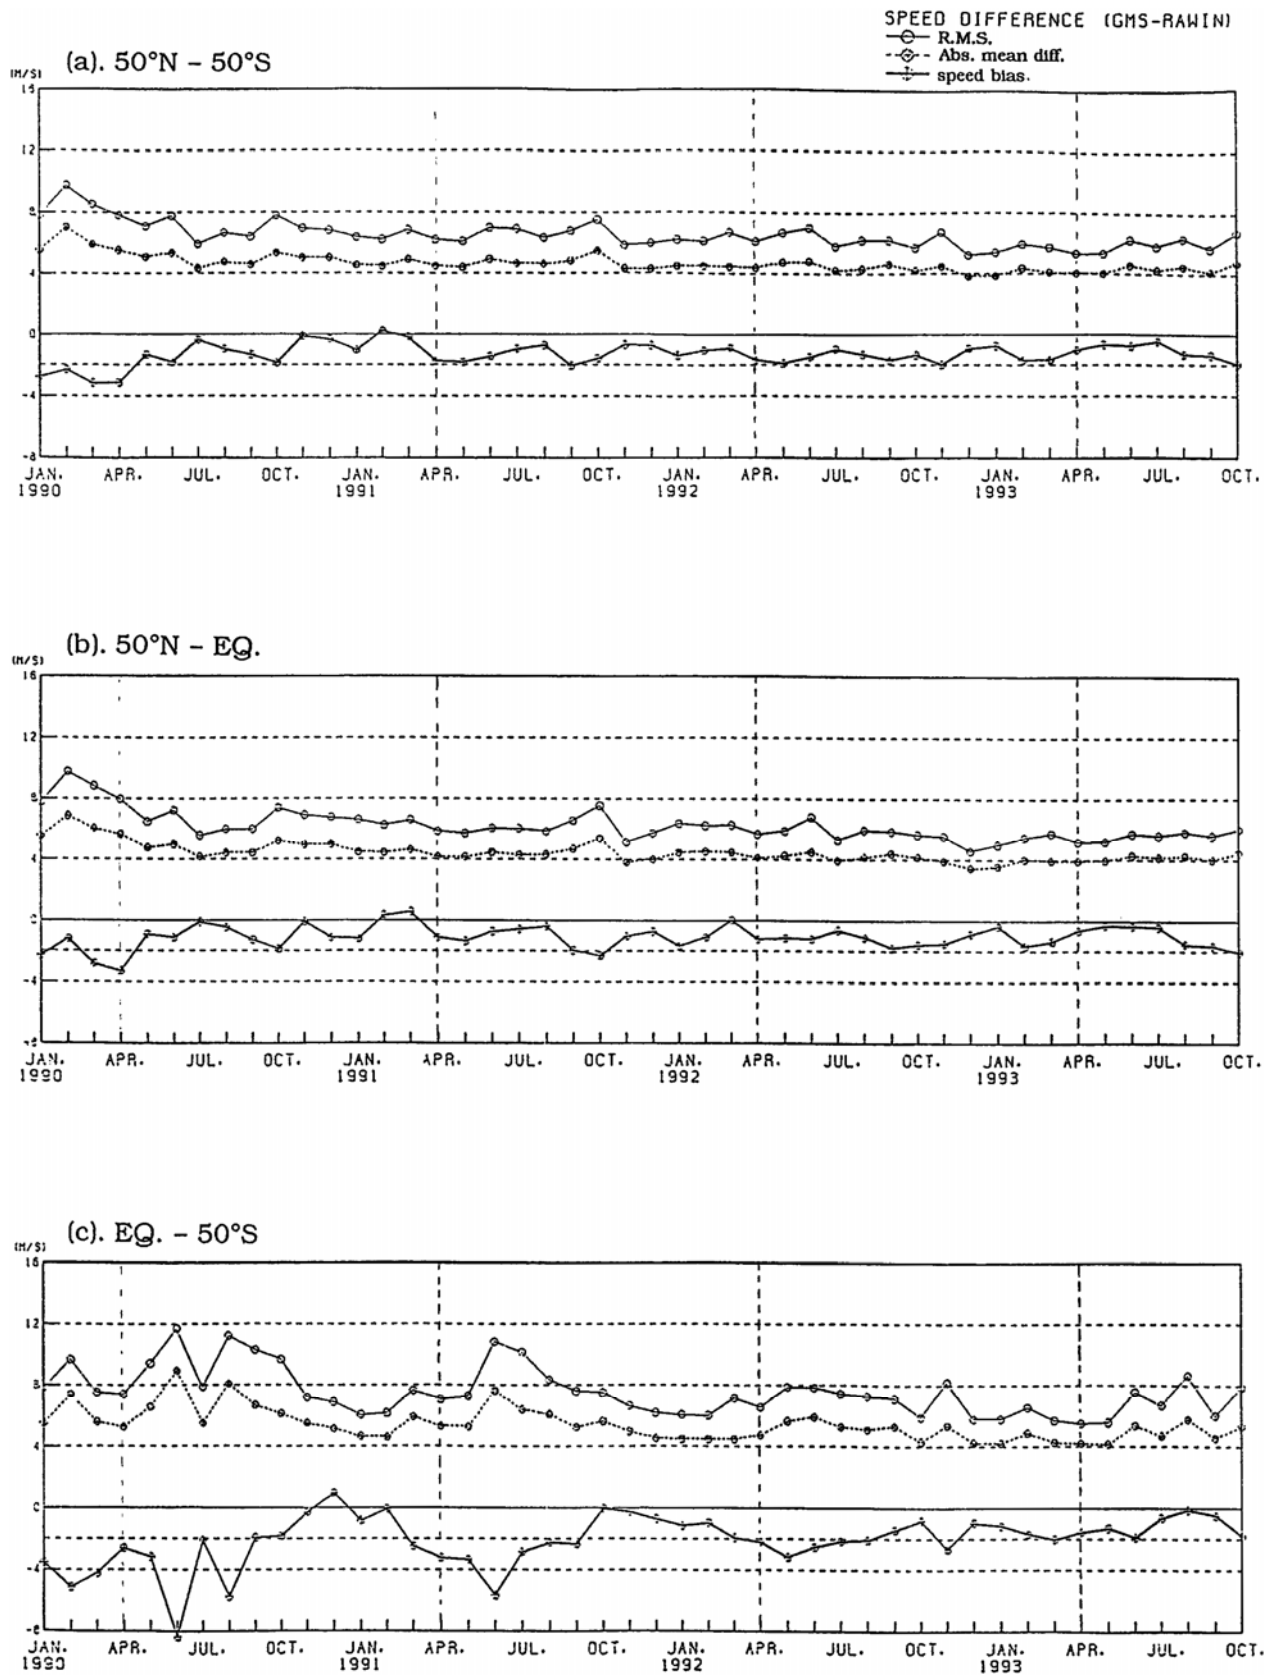 SPEED DIFFERENCE (GMS-RAWIN)
R.M.S.
Abs. mean diff.
speed bias.
(a). 50°N – 50°S
(M/S)
12
8
4
0
-4
-8
JAN. APR. JUL. OCT. JAN. APR. JUL. OCT. JAN. APR. JUL. OCT. JAN. APR. JUL. OCT.
1990 1991 1992 1993
(b). 50°N – EQ.
(M/S)
16
12
8
4
0
-4
JAN. APR. JUL. OCT. JAN. APR. JUL. OCT. JAN. APR. JUL. OCT. JAN. APR. JUL. OCT.
1990 1991 1992 1993
(c). EQ. – 50°S
(M/S)
16
12
8
4
0
-4
JAN. APR. JUL. OCT. JAN. APR. JUL. OCT. JAN. APR. JUL. OCT. JAN. APR. JUL. OCT.
1990 1991 1992 1993